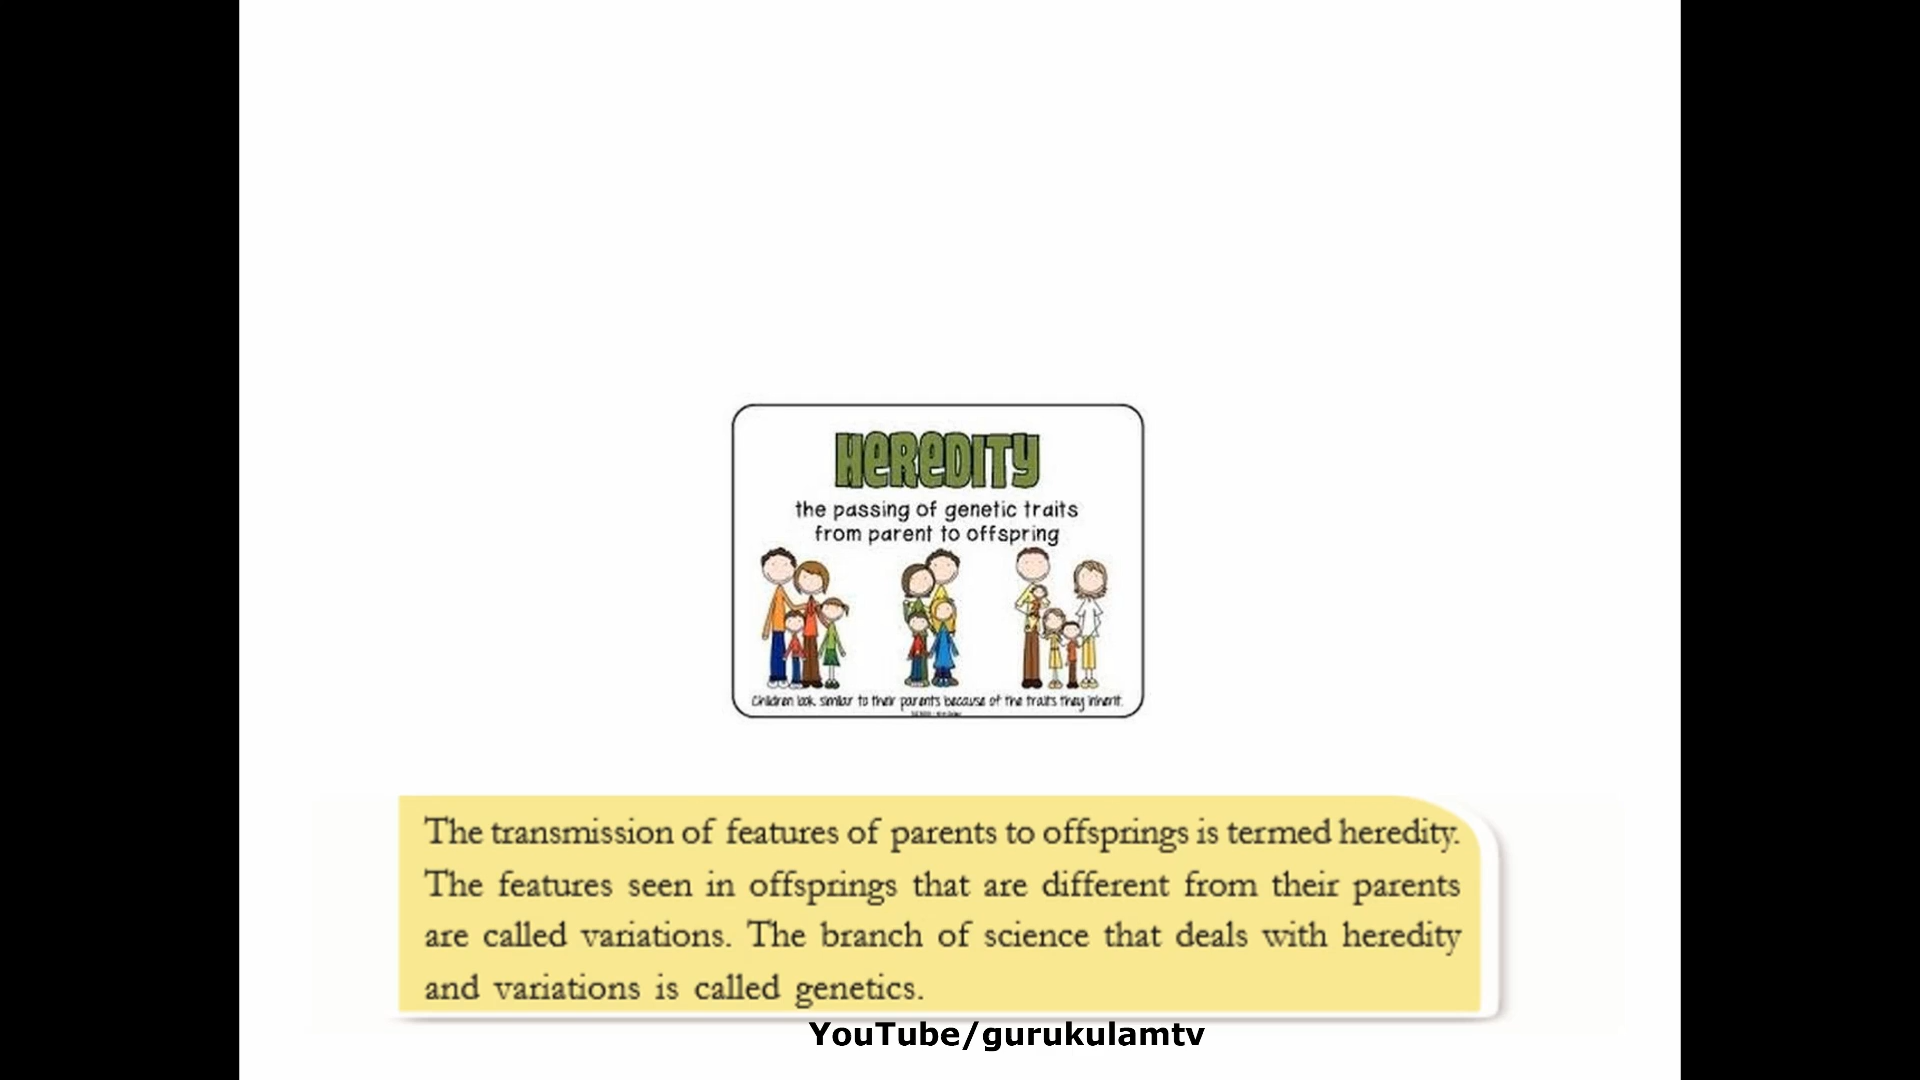 HEREDITY
the passing of genetic traits
from parent to offspring
Children look similar to their parents because of the traits they inherit.
The transmission of features of parents to offsprings is termed heredity.
The features seen in offsprings that are different from their parents
are called variations. The branch of science that deals with heredity
and variations is called genetics.
YouTube/gurukulamtv